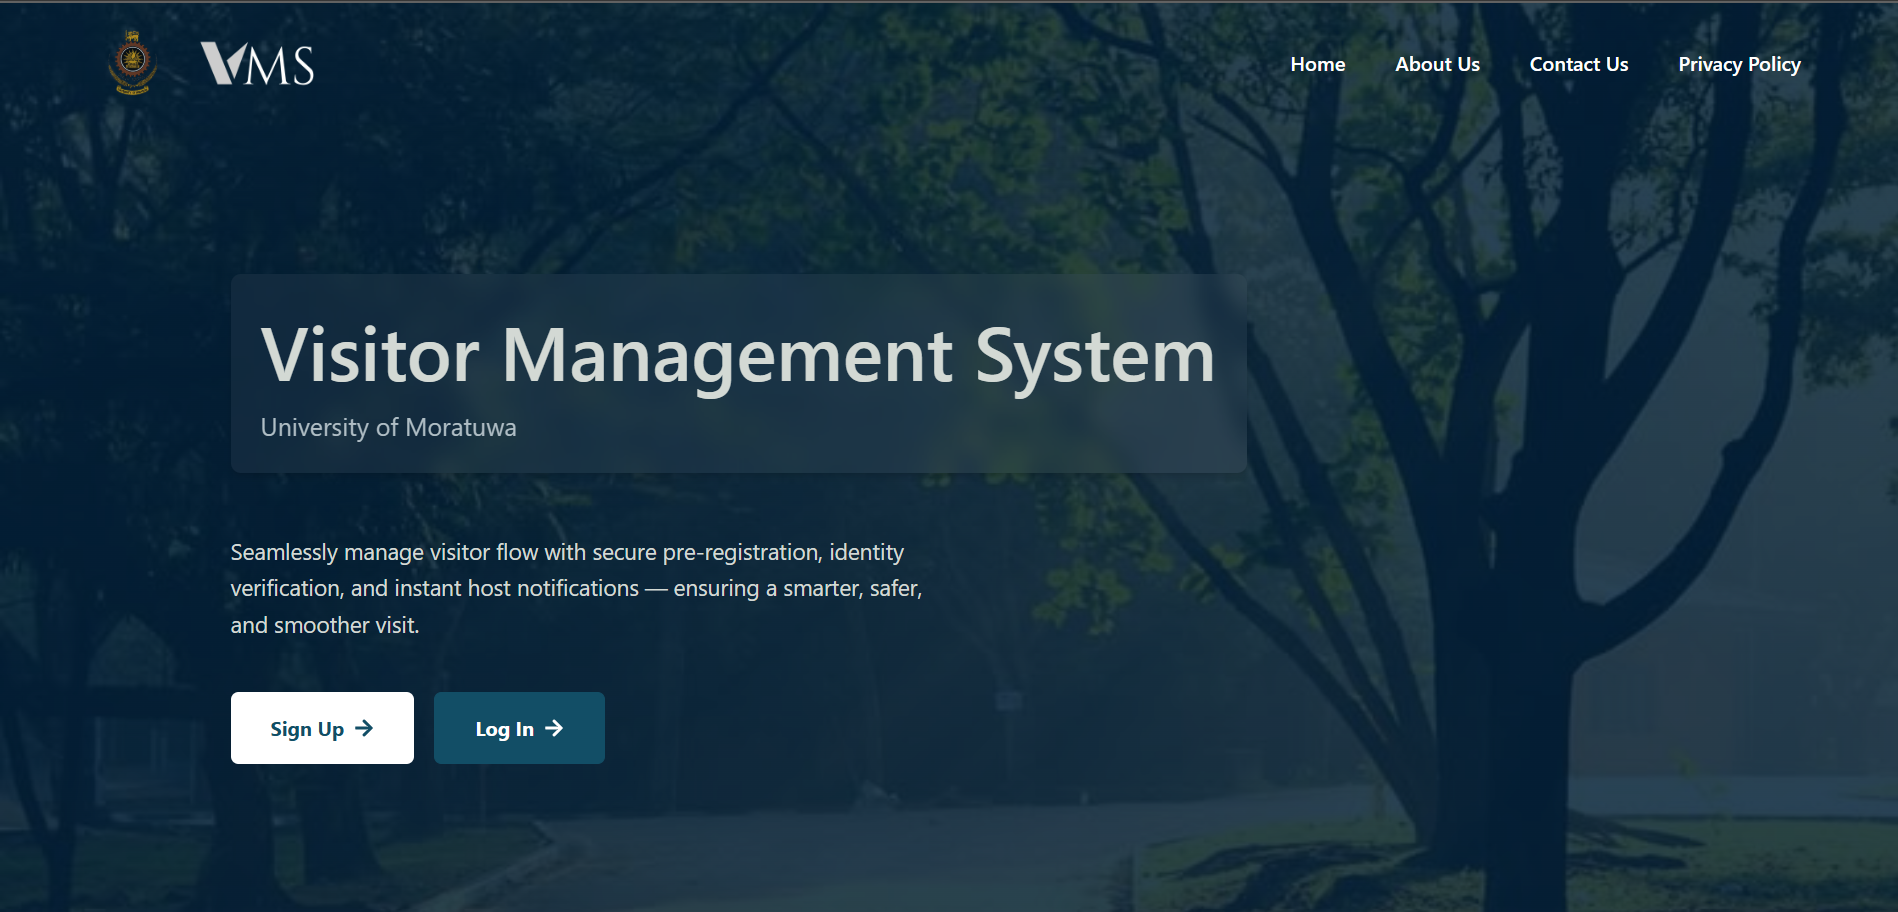 VMS
Home
About Us
Contact Us
Privacy Policy
Visitor Management System
University of Moratuwa
Seamlessly manage visitor flow with secure pre-registration, identity
verification, and instant host notifications — ensuring a smarter, safer,
and smoother visit.
Sign Up →
Log In →